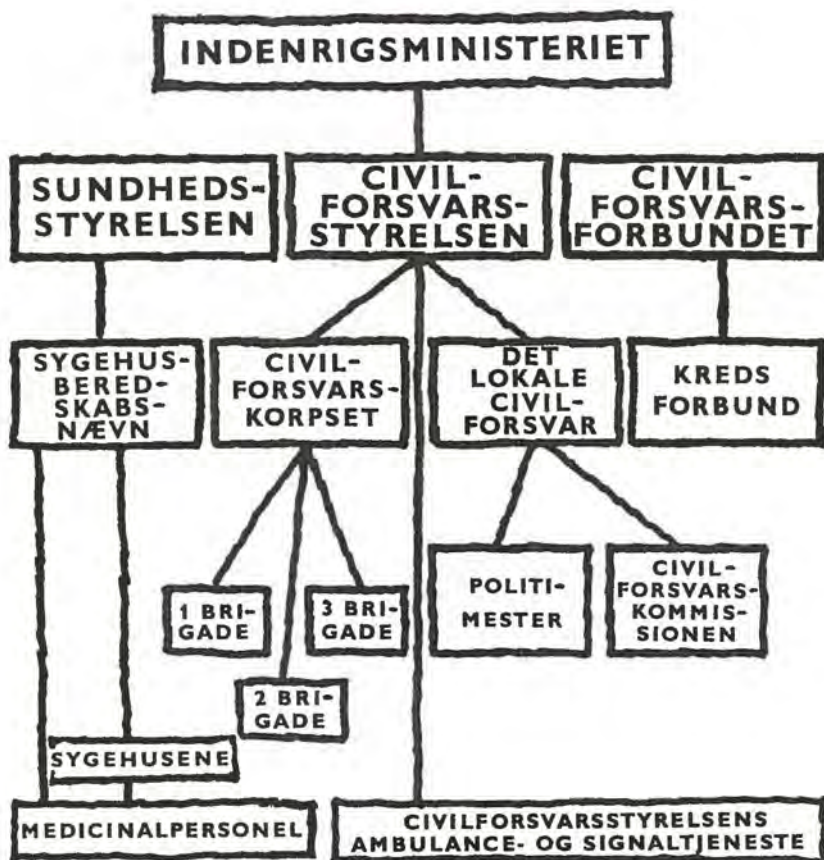 INDENRIGSMINISTERIET
SUNDHEDS-
STYRELSEN
CIVIL-
FORSVARS-
STYRELSEN
CIVIL-
FORSVARS-
FORBUNDET
SYGEHUS-
BERED-
SKABS-
NÆVN
CIVIL-
FORSVARS-
KORPSET
DET
LOKALE
CIVIL-
FORSVAR
KREDS
FORBUND
1 BRI-
GADE
3 BRI-
GADE
2 BRI-
GADE
POLITI-
MESTER
CIVIL-
FORSVARS-
KOMMIS-
SIONEN
SYGEHUSENE
MEDICINALPERSONEL
CIVILFORSVARSSTYRELSENS
AMBULANCE- OG SIGNALTJENESTE